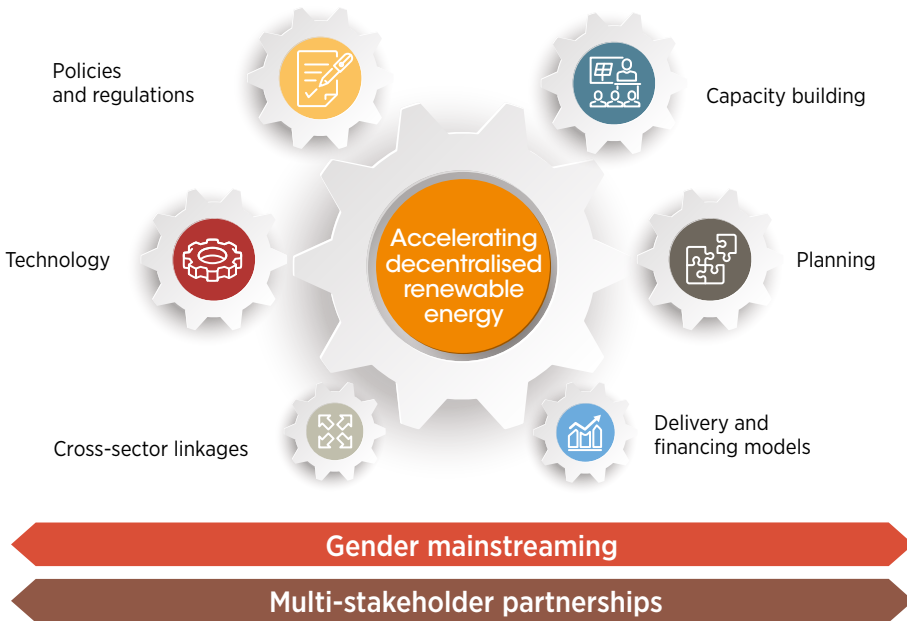 Policies
and regulations
Capacity building
Technology
Accelerating
decentralised
renewable
energy
Planning
Cross-sector linkages
Delivery and
financing models
Gender mainstreaming
Multi-stakeholder partnerships